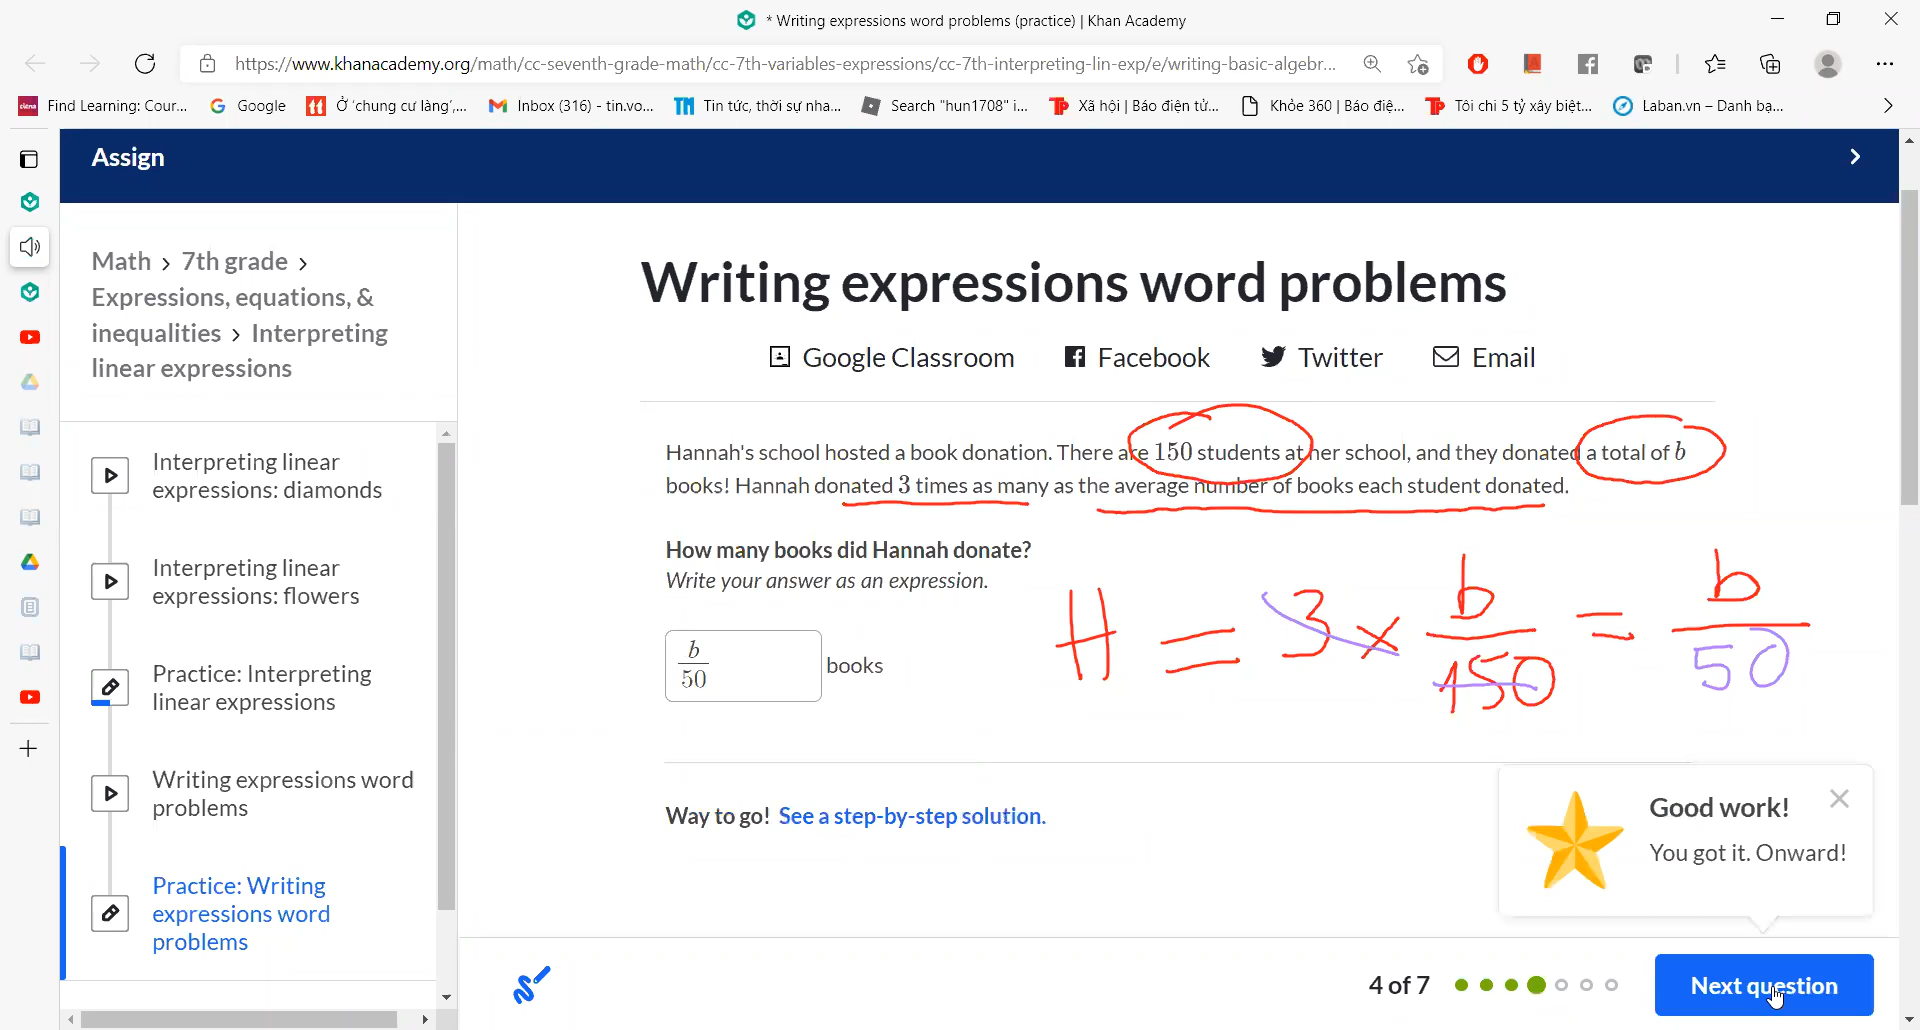 * Writing expressions word problems (practice) | Khan Academy
https://www.khanacademy.org/math/cc-seventh-grade-math/cc-7th-variables-expressions/cc-7th-interpreting-lin-exp/e/writing-basic-algebr...
Find Learning: Cour...
Google
Ở 'chung cư làng',...
Inbox (316) - tin.vo...
Tin tức, thời sự nha...
Search "hun1708" i...
Xã hội | Báo điện tử...
Khỏe 360 | Báo điệ...
Tôi chi 5 tỷ xây biệt...
Laban.vn – Danh bạ...
Assign
Math > 7th grade >
Expressions, equations, &
inequalities > Interpreting
linear expressions
Interpreting linear
expressions: diamonds
Interpreting linear
expressions: flowers
Practice: Interpreting
linear expressions
Writing expressions word
problems
Practice: Writing
expressions word
problems
Writing expressions word problems
Google Classroom
Facebook
Twitter
Email
Hannah's school hosted a book donation. There are 150 students at her school, and they donated a total of b
books! Hannah donated 3 times as many as the average number of books each student donated.
How many books did Hannah donate?
Write your answer as an expression.
b/50 books
H = 3 × b/150 = b/50
Way to go! See a step-by-step solution.
Good work!
You got it. Onward!
4 of 7
Next question